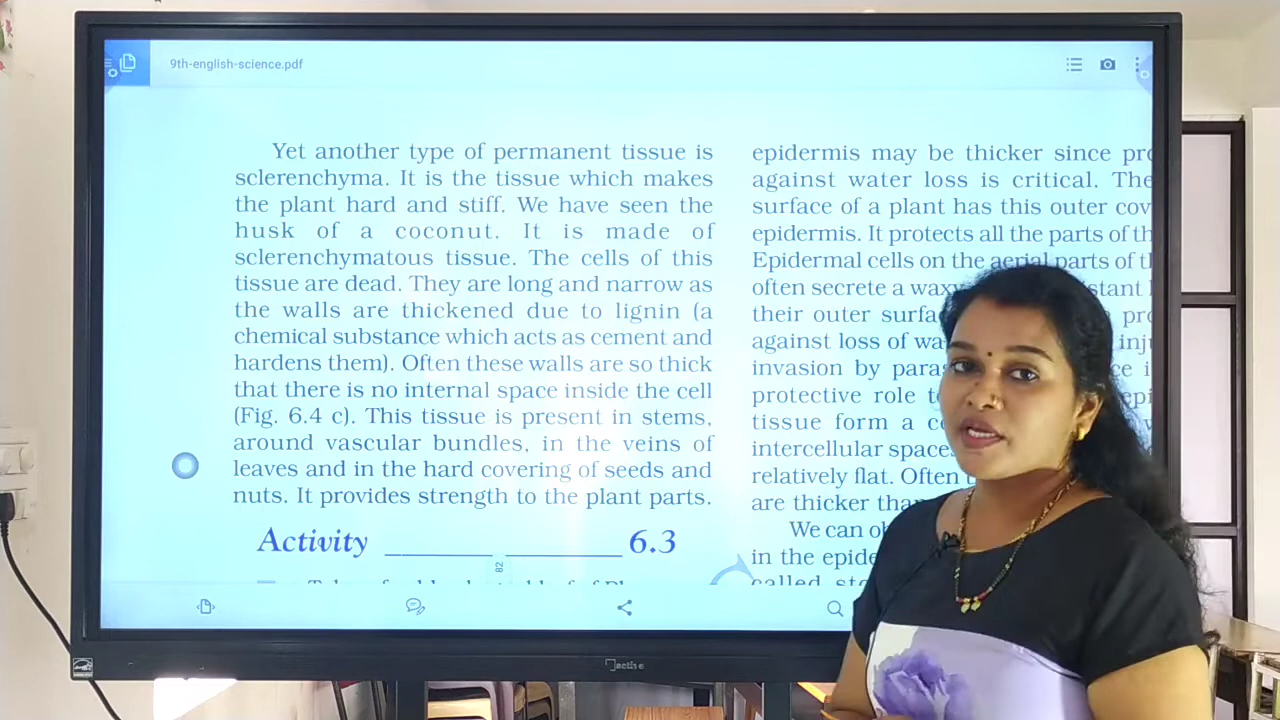 9th-english-science.pdf
Yet another type of permanent tissue is
sclerenchyma. It is the tissue which makes
the plant hard and stiff. We have seen the
husk of a coconut. It is made of
sclerenchymatous tissue. The cells of this
tissue are dead. They are long and narrow as
the walls are thickened due to lignin (a
chemical substance which acts as cement and
hardens them). Often these walls are so thick
that there is no internal space inside the cell
(Fig. 6.4 c). This tissue is present in stems,
around vascular bundles, in the veins of
leaves and in the hard covering of seeds and
nuts. It provides strength to the plant parts.
Activity 6.3
82
epidermis may be thicker since
against water loss is critical. The
surface of a plant has this outer
epidermis. It protects all the parts of
Epidermal cells on the aerial parts of
often secrete a
their outer
against loss of
invasion by
protective role
tissue form a
intercellular
relatively flat. Often
are thicker
We can
in the
called